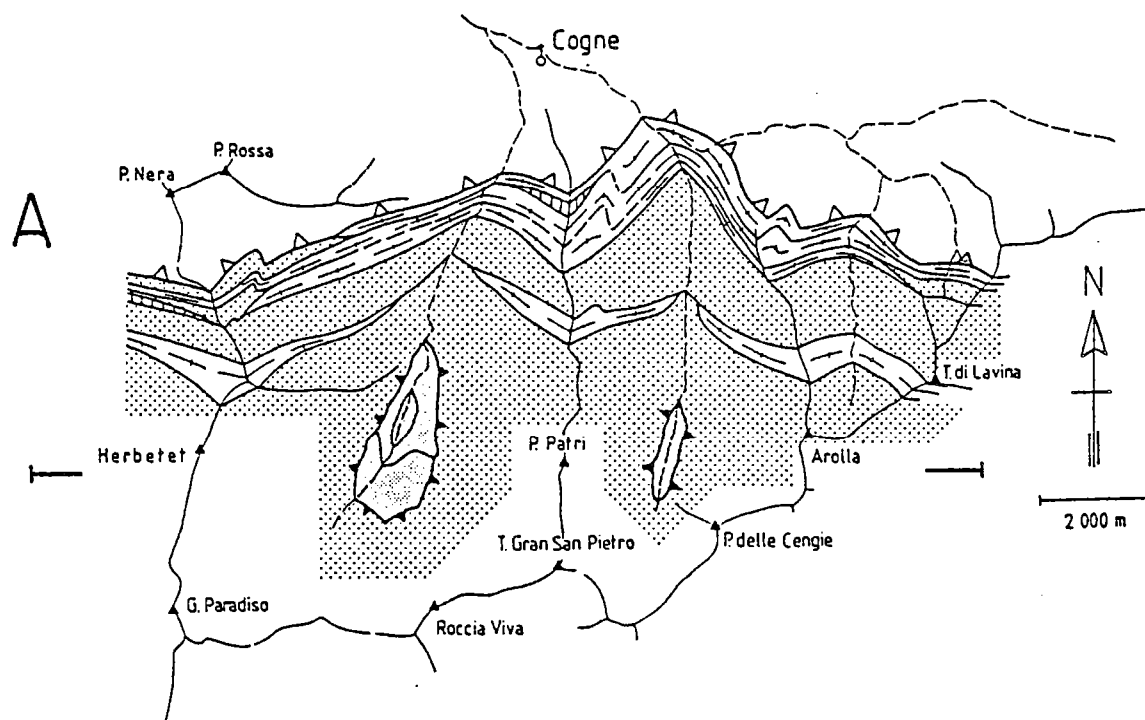 Cogne
P. Rossa
P. Nera
A
N
T. di Lavina
Herbetet
P. Patri
Arolla
2 000 m
T. Gran San Pietro
P. delle Cengie
G. Paradiso
Roccia Viva